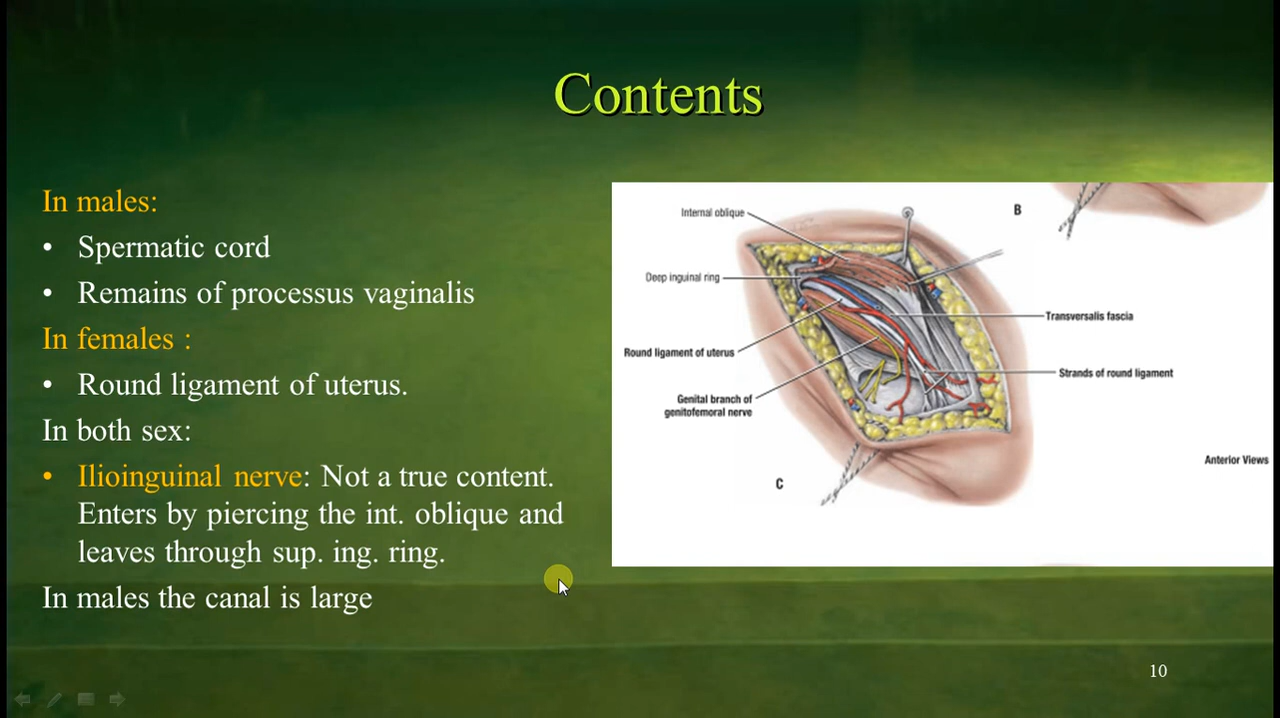 Contents
In males:
• Spermatic cord
• Remains of processus vaginalis
In females :
• Round ligament of uterus.
In both sex:
• Ilioinguinal nerve: Not a true content.
Enters by piercing the int. oblique and
leaves through sup. ing. ring.
In males the canal is large
Internal oblique
B
Deep inguinal ring
Transversalis fascia
Round ligament of uterus
Strands of round ligament
Genital branch of
genitofemoral nerve
Anterior Views
C
10